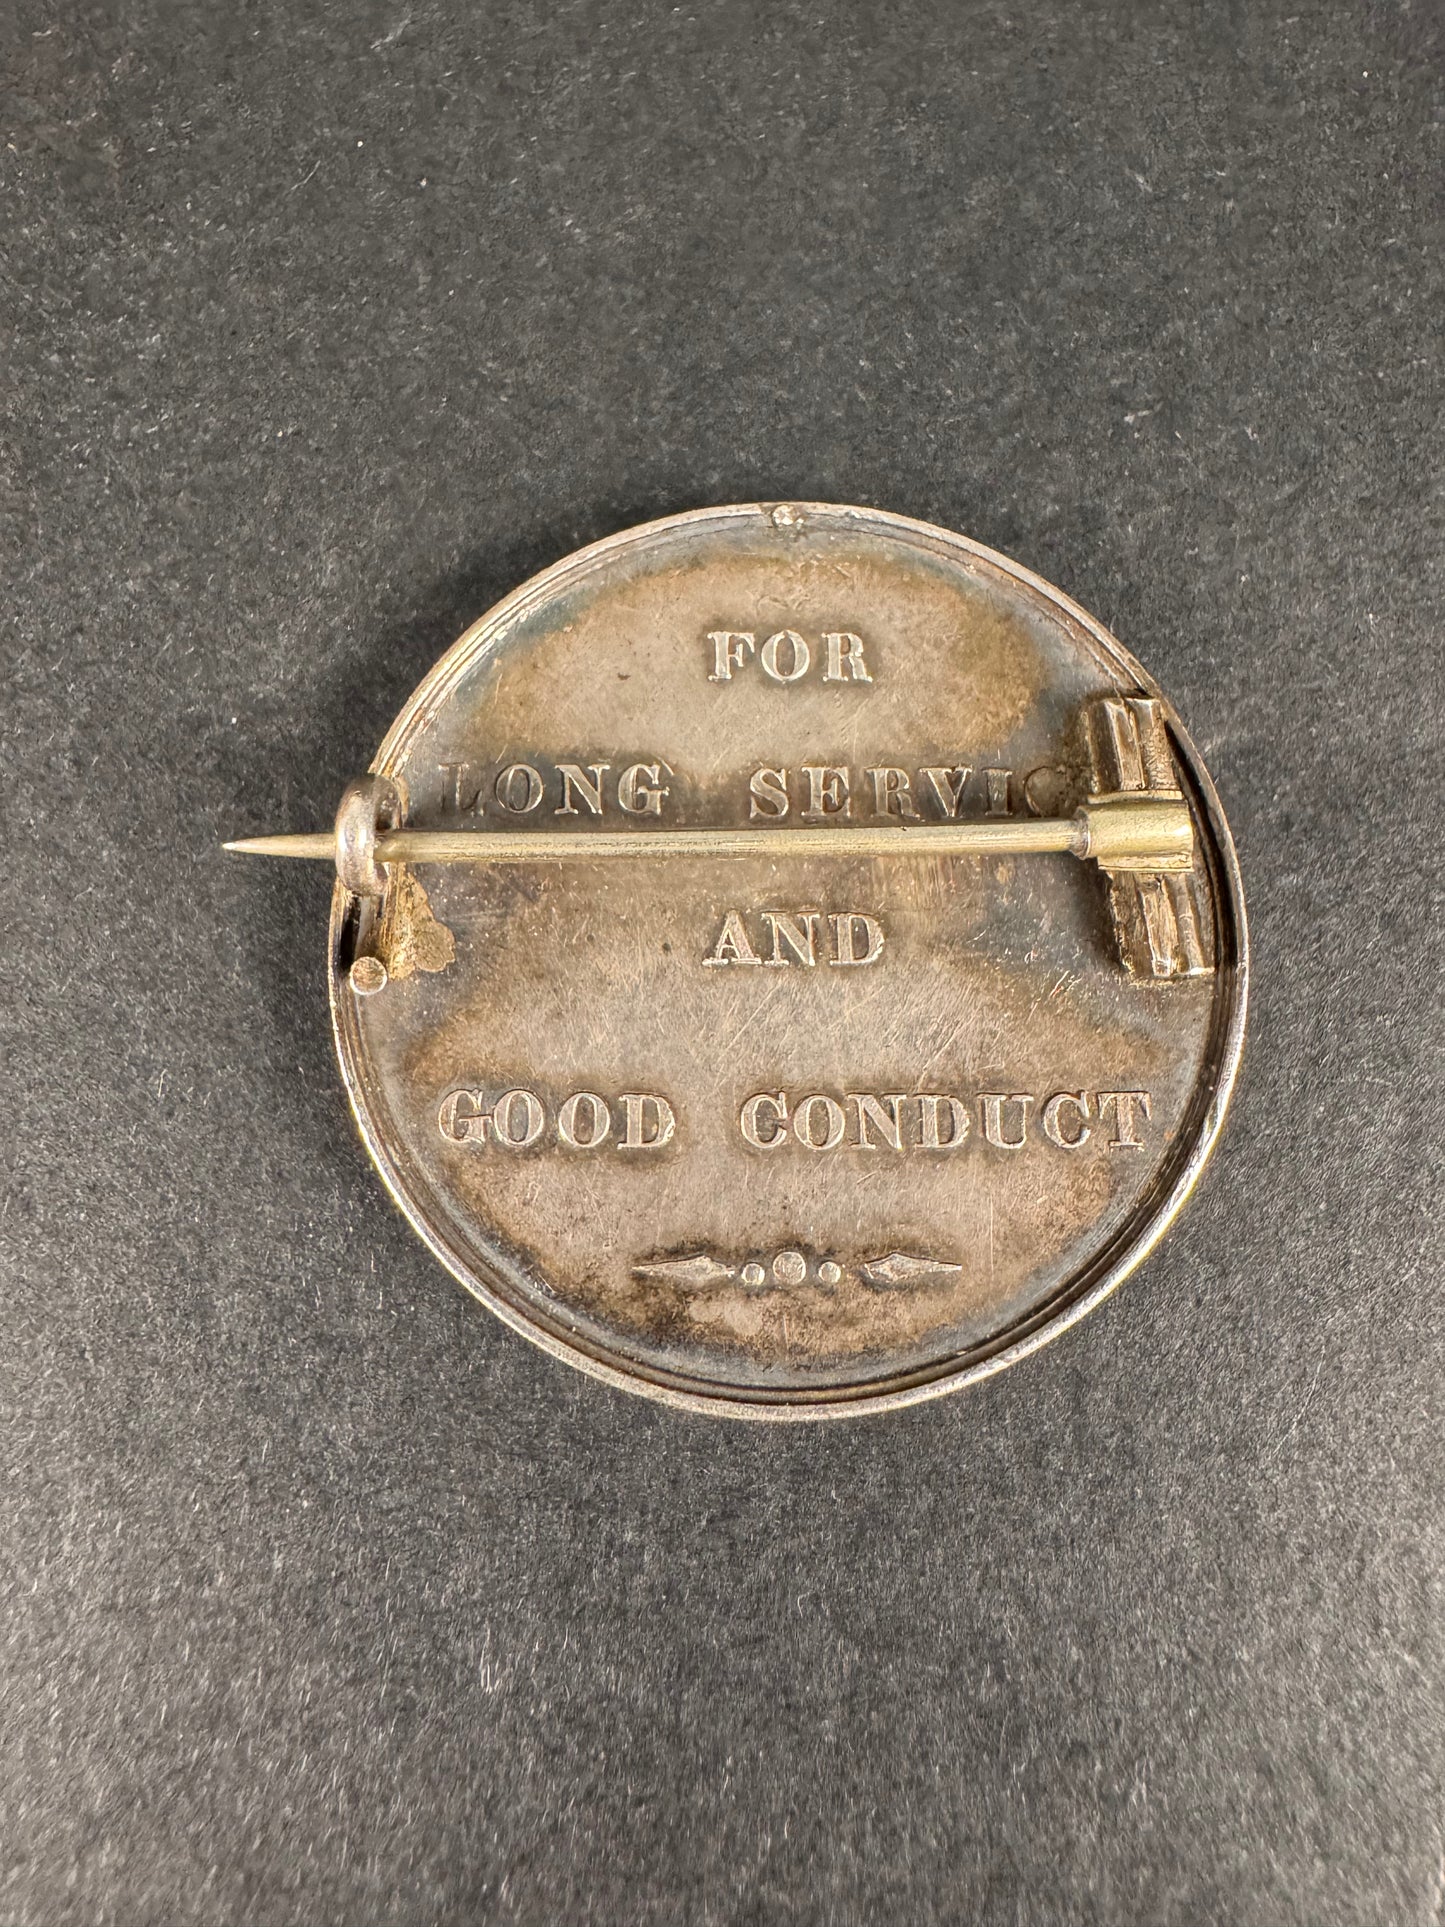 FOR
LONG SERVIC
AND
GOOD CONDUCT